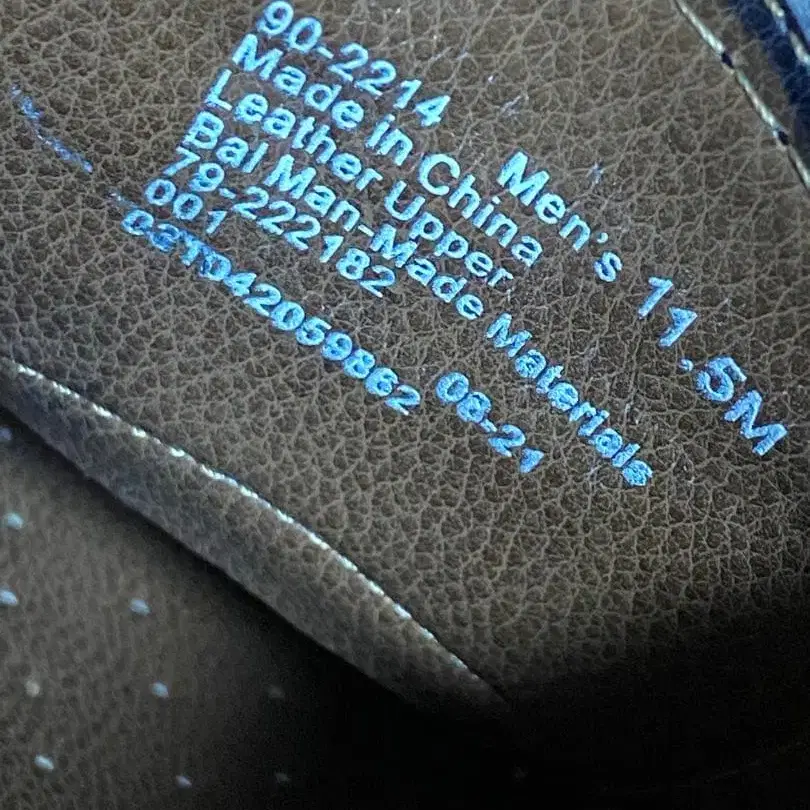 90-2214 Men's 11.5M
Made in China
Leather Upper
Bal Man-Made Materials
79-222182
001
021042059862 08-21